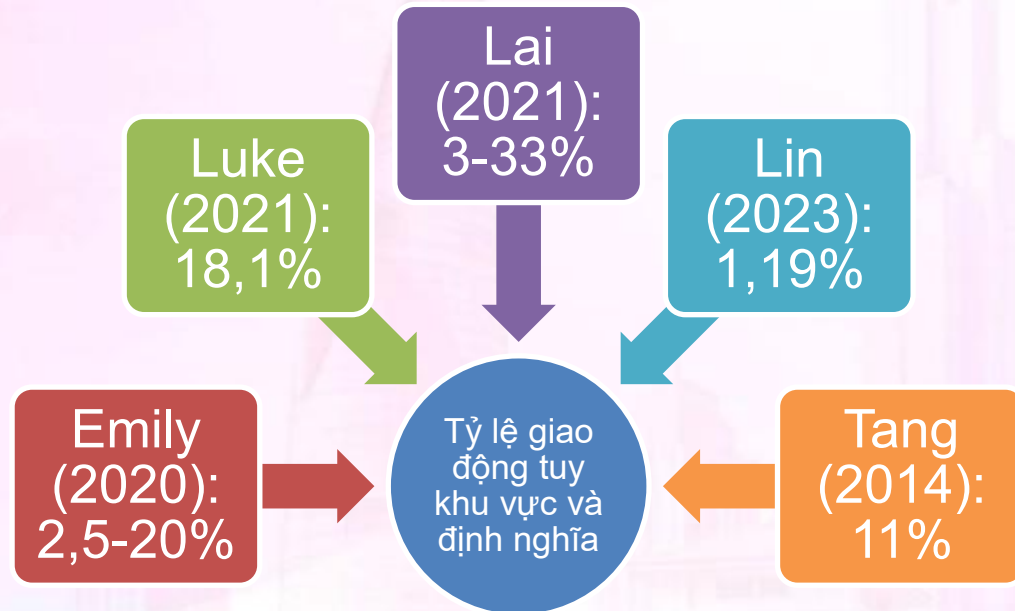 Lai
(2021):
3-33%
Luke
(2021):
18,1%
Lin
(2023):
1,19%
Emily
(2020):
2,5-20%
Tỷ lệ giao
động tuy
khu vực và
định nghĩa
Tang
(2014):
11%